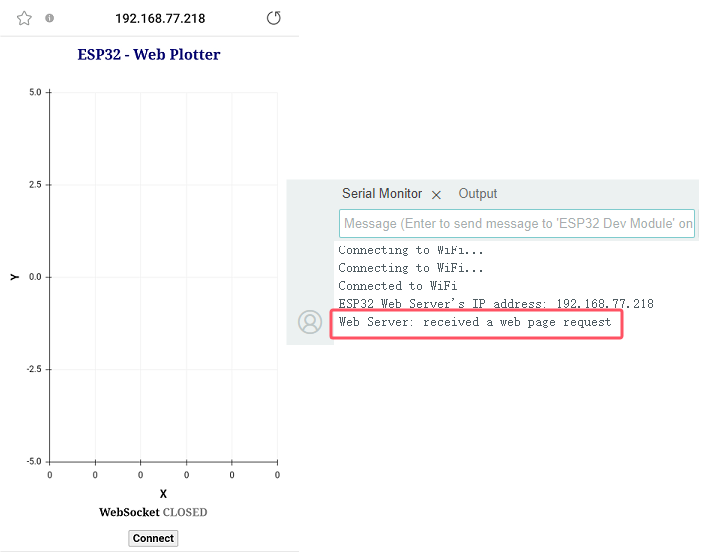 192.168.77.218
ESP32 - Web Plotter
5.0
2.5
0.0
-2.5
-5.0
Y
0 0 0 0 0 0
X
WebSocket CLOSED
Connect
Serial Monitor × Output
Message (Enter to send message to 'ESP32 Dev Module' on
Connecting to WiFi...
Connecting to WiFi...
Connected to WiFi
ESP32 Web Server's IP address: 192.168.77.218
Web Server: received a web page request